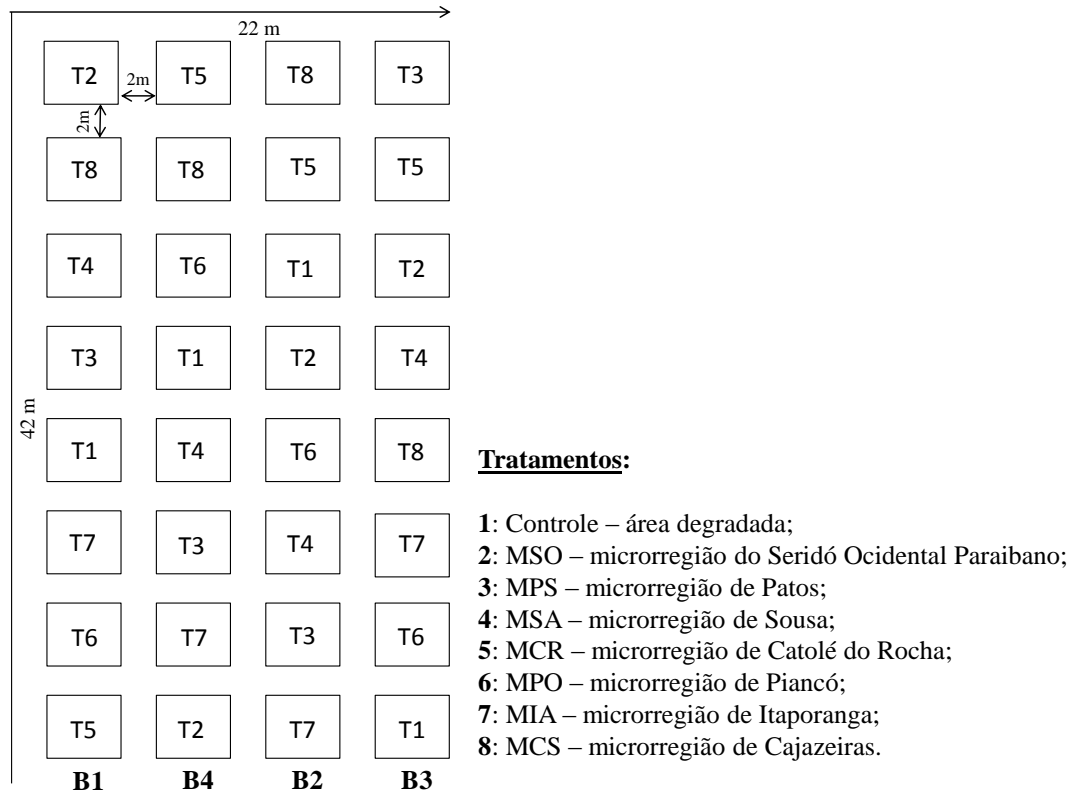 22 m
T2 T5 T8 T3
2m
2m
T8 T8 T5 T5
T4 T6 T1 T2
T3 T1 T2 T4
42 m
T1 T4 T6 T8
Tratamentos:
1: Controle – área degradada;
T7 T3 T4 T7
2: MSO – microrregião do Seridó Ocidental Paraibano;
3: MPS – microrregião de Patos;
4: MSA – microrregião de Sousa;
T6 T7 T3 T6
5: MCR – microrregião de Catolé do Rocha;
6: MPO – microrregião de Piancó;
7: MIA – microrregião de Itaporanga;
T5 T2 T7 T1
8: MCS – microrregião de Cajazeiras.
B1 B4 B2 B3